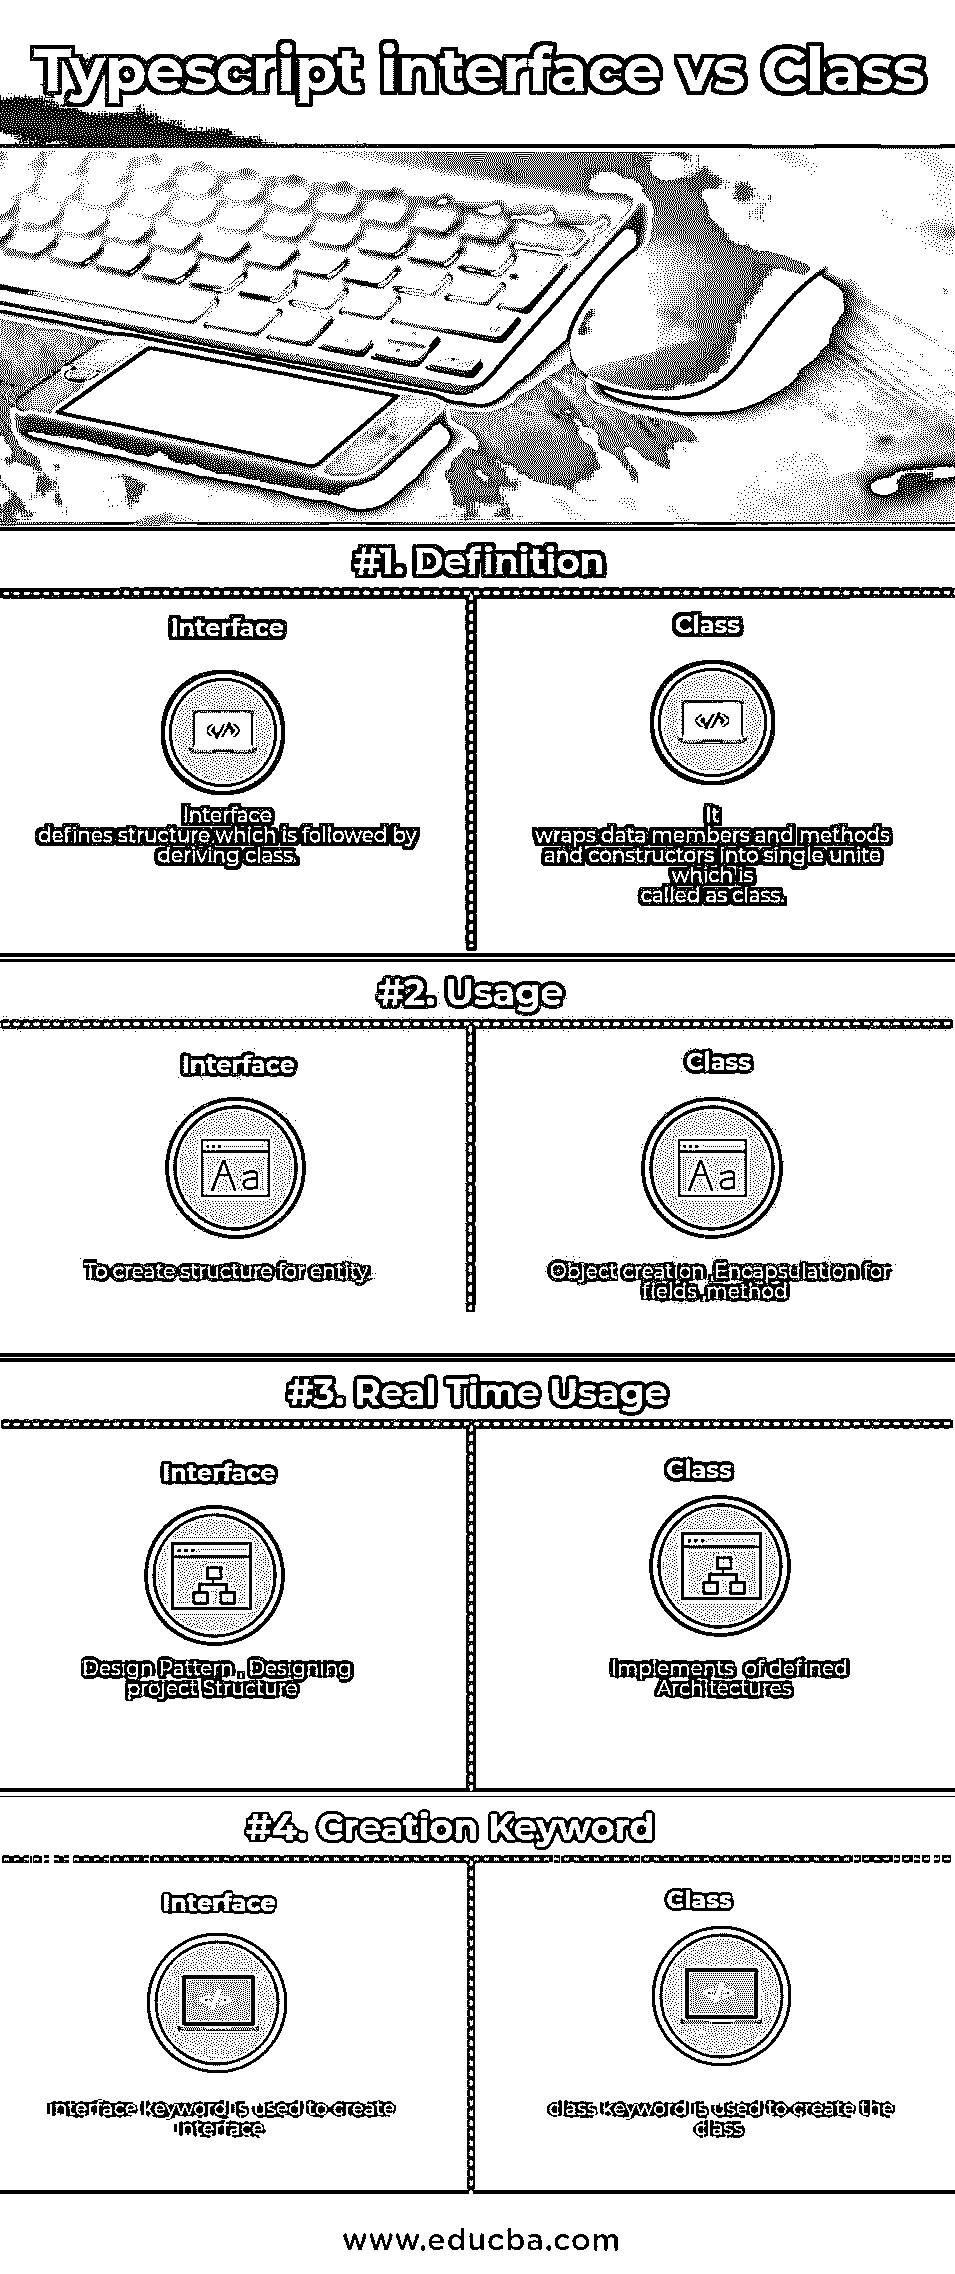 Typescript interface vs Class
#1. Definition
Interface
Class
</>
</>
Interface
defines structure,which is followed by
deriving class.
It
wraps data members and methods
and constructors into single unite
which is
called as class.
#2. Usage
Interface
Class
Aa
Aa
To create structure for entity.
Object creation ,Encapsulation for
fields ,method
#3. Real Time Usage
Interface
Class
Design Pattern , Designing
project Structure
Implements of defined
Architectures
#4. Creation Keyword
Interface
Class
</>
</>
Interface keyword is used to create
interface.
class keyword is used to create the
class
www.educba.com